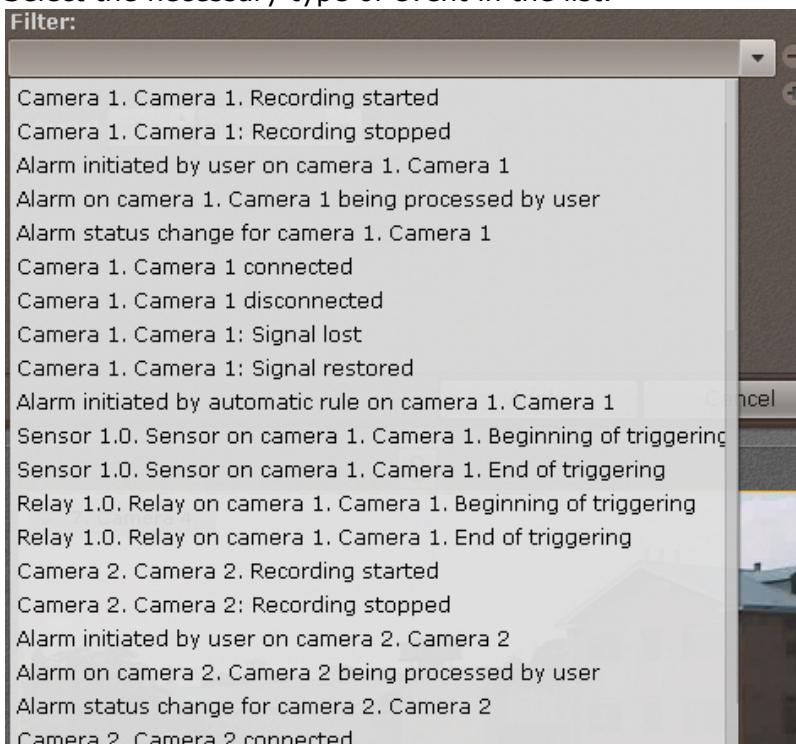 Select the necessary type of event in the list.
Filter:
Camera 1. Camera 1. Recording started
Camera 1. Camera 1: Recording stopped
Alarm initiated by user on camera 1. Camera 1
Alarm on camera 1. Camera 1 being processed by user
Alarm status change for camera 1. Camera 1
Camera 1. Camera 1 connected
Camera 1. Camera 1 disconnected
Camera 1. Camera 1: Signal lost
Camera 1. Camera 1: Signal restored
Alarm initiated by automatic rule on camera 1. Camera 1
ncel
Sensor 1.0. Sensor on camera 1. Camera 1. Beginning of triggering
Sensor 1.0. Sensor on camera 1. Camera 1. End of triggering
Relay 1.0. Relay on camera 1. Camera 1. Beginning of triggering
Relay 1.0. Relay on camera 1. Camera 1. End of triggering
Camera 2. Camera 2. Recording started
Camera 2. Camera 2: Recording stopped
Alarm initiated by user on camera 2. Camera 2
Alarm on camera 2. Camera 2 being processed by user
Alarm status change for camera 2. Camera 2
Camera 2. Camera 2 connected